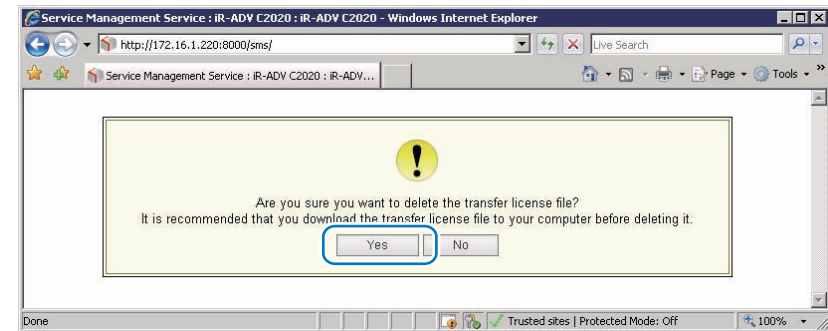 Service Management Service : iR-ADV C2020 : iR-ADV C2020 - Windows Internet Explorer
http://172.16.1.220:8000/sms/
Live Search
Service Management Service : iR-ADV C2020 : iR-ADV...
Page
Tools
Are you sure you want to delete the transfer license file?
It is recommended that you download the transfer license file to your computer before deleting it.
Yes
No
Done
Trusted sites | Protected Mode: Off
100%